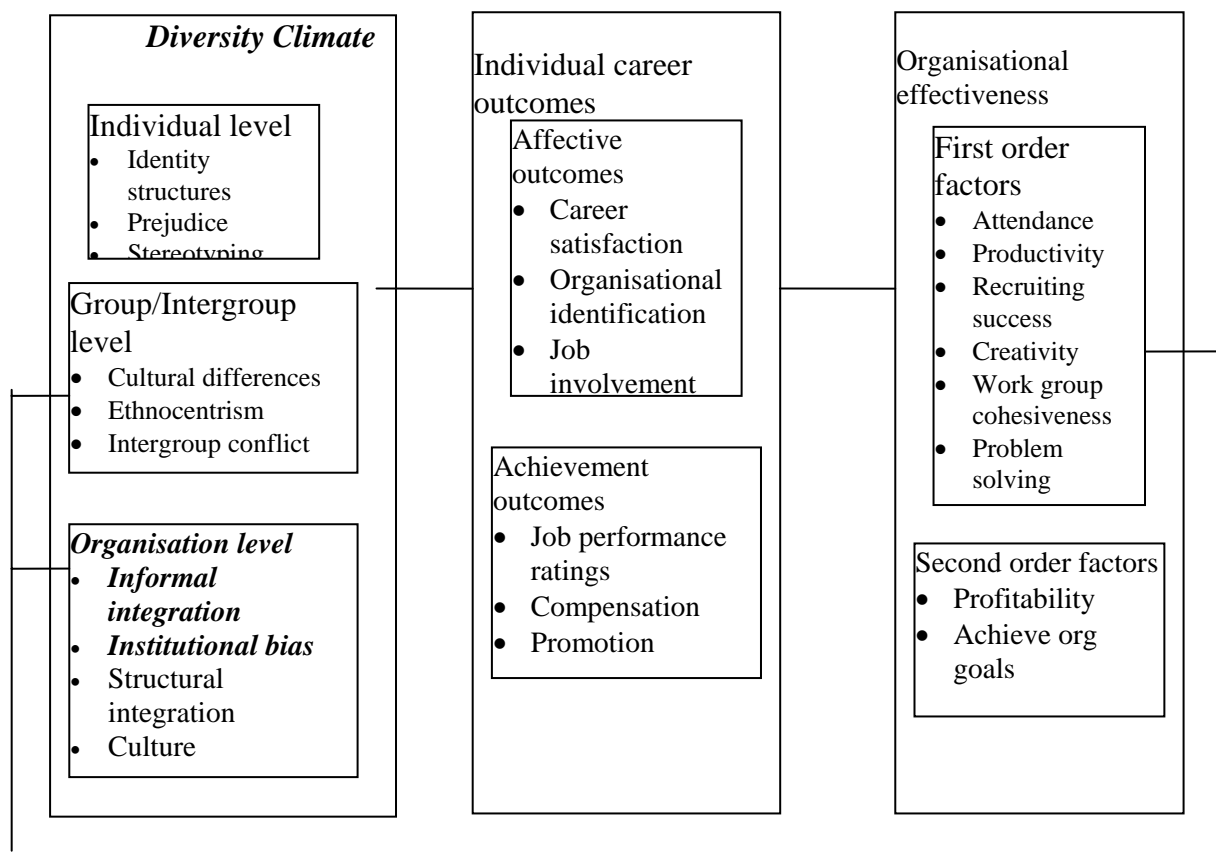 Diversity Climate
Individual level
• Identity
structures
• Prejudice
• Stereotyping
Group/Intergroup
level
• Cultural differences
• Ethnocentrism
• Intergroup conflict
Organisation level
• Informal
integration
• Institutional bias
• Structural
integration
• Culture
Individual career
outcomes
Affective
outcomes
• Career
satisfaction
• Organisational
identification
• Job
involvement
Achievement
outcomes
• Job performance
ratings
• Compensation
• Promotion
Organisational
effectiveness
First order
factors
• Attendance
• Productivity
• Recruiting
success
• Creativity
• Work group
cohesiveness
• Problem
solving
Second order factors
• Profitability
• Achieve org
goals